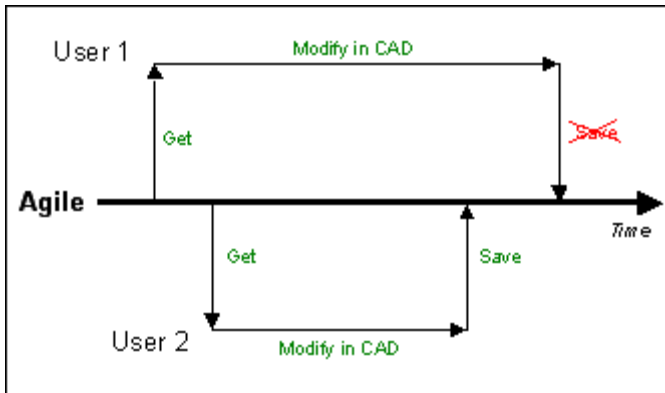 User 1
Modify in CAD
Get
Save
Agile
Time
Get
Save
User 2
Modify in CAD